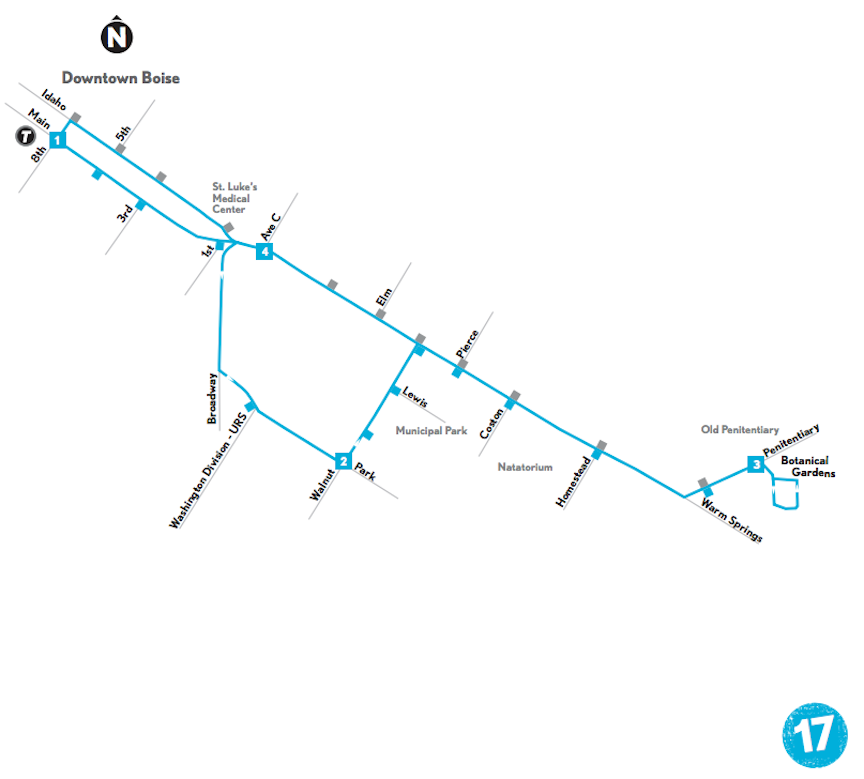 N
Downtown Boise
Idaho
Main
T
1
8th
5th
3rd
St. Luke's
Medical
Center
1st
Ave C
4
Elm
Pierce
Broadway
Lewis
Municipal Park
Coston
Old Penitentiary
Penitentiary
Washington Division - URS
2
Park
Walnut
Natatorium
Homestead
3
Botanical
Gardens
Warm Springs
17